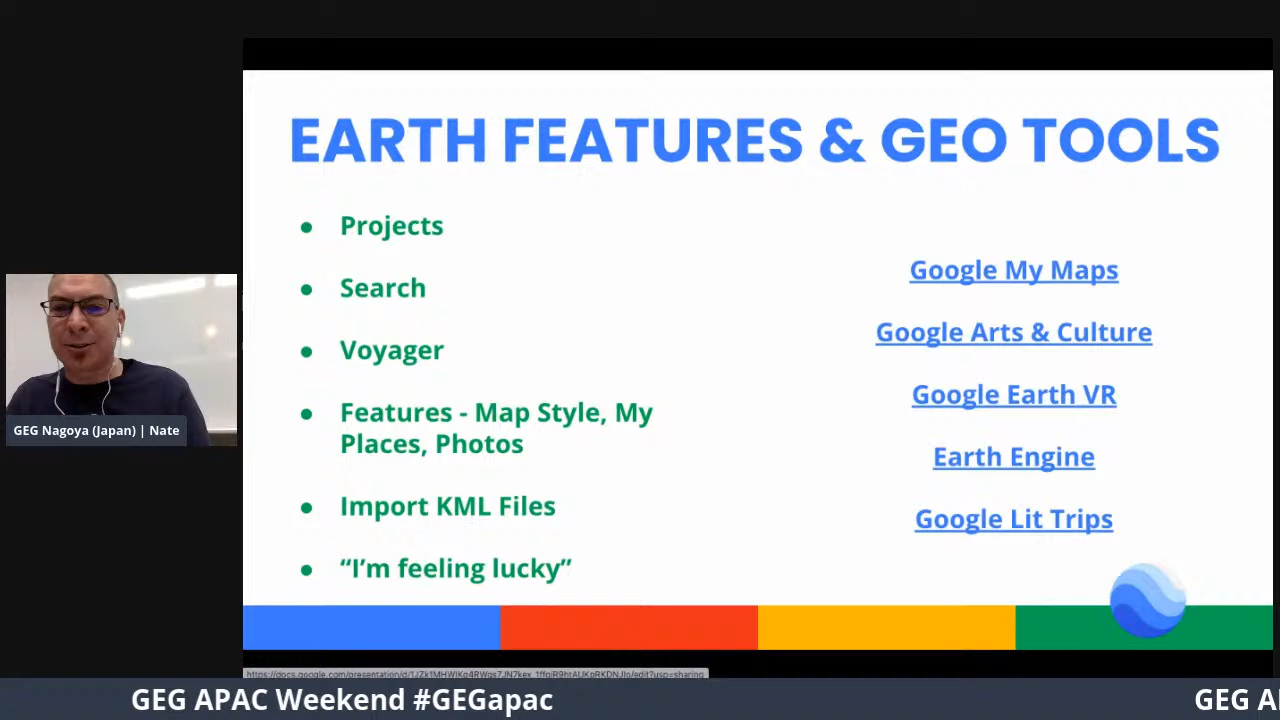 EARTH FEATURES & GEO TOOLS
● Projects
● Search
● Voyager
● Features - Map Style, My
Places, Photos
● Import KML Files
● “I’m feeling lucky”
Google My Maps
Google Arts & Culture
Google Earth VR
Earth Engine
Google Lit Trips
GEG Nagoya (Japan) | Nate
GEG APAC Weekend #GEGapac
GEG A